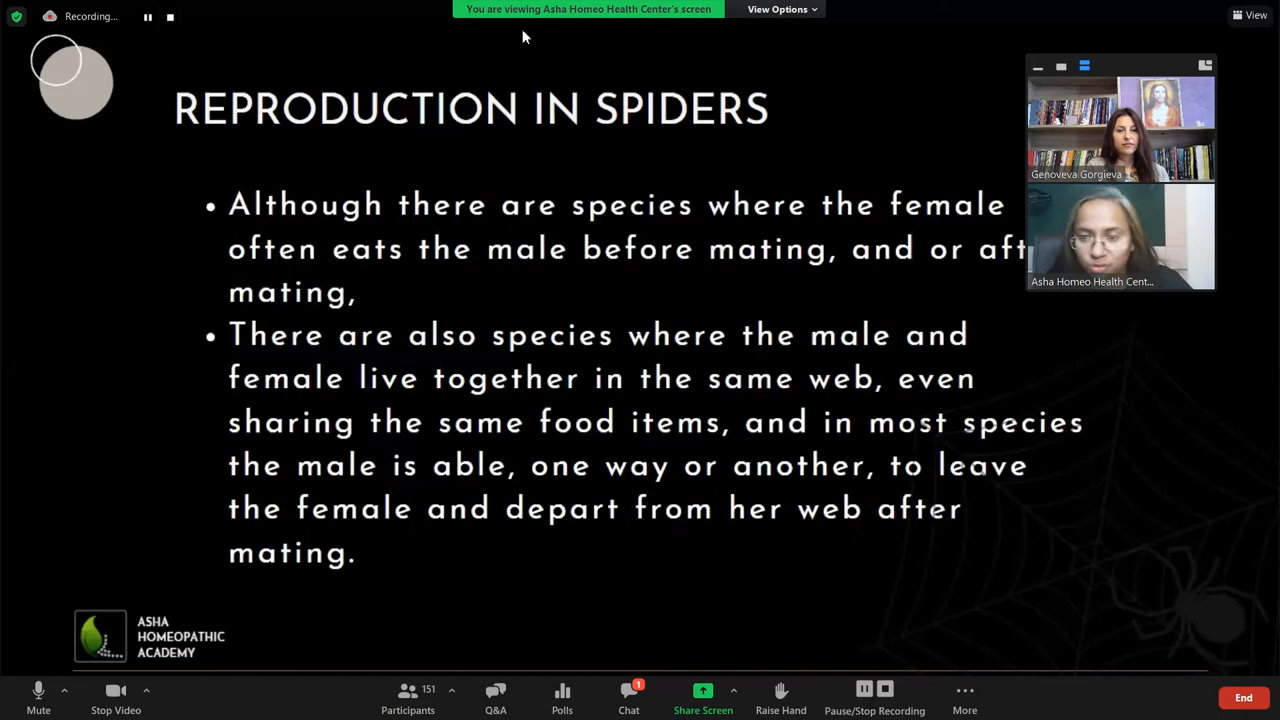 Recording...
You are viewing Asha Homeo Health Center's screen
View Options
View
REPRODUCTION IN SPIDERS
Genoveva Gorgieva
Asha Homeo Health Cent...
• Although there are species where the female
often eats the male before mating, and or aft
mating,
• There are also species where the male and
female live together in the same web, even
sharing the same food items, and in most species
the male is able, one way or another, to leave
the female and depart from her web after
mating.
ASHA
HOMEOPATHIC
ACADEMY
Mute
Stop Video
Participants
151
Q&A
Polls
Chat
1
Share Screen
Raise Hand
Pause/Stop Recording
More
End